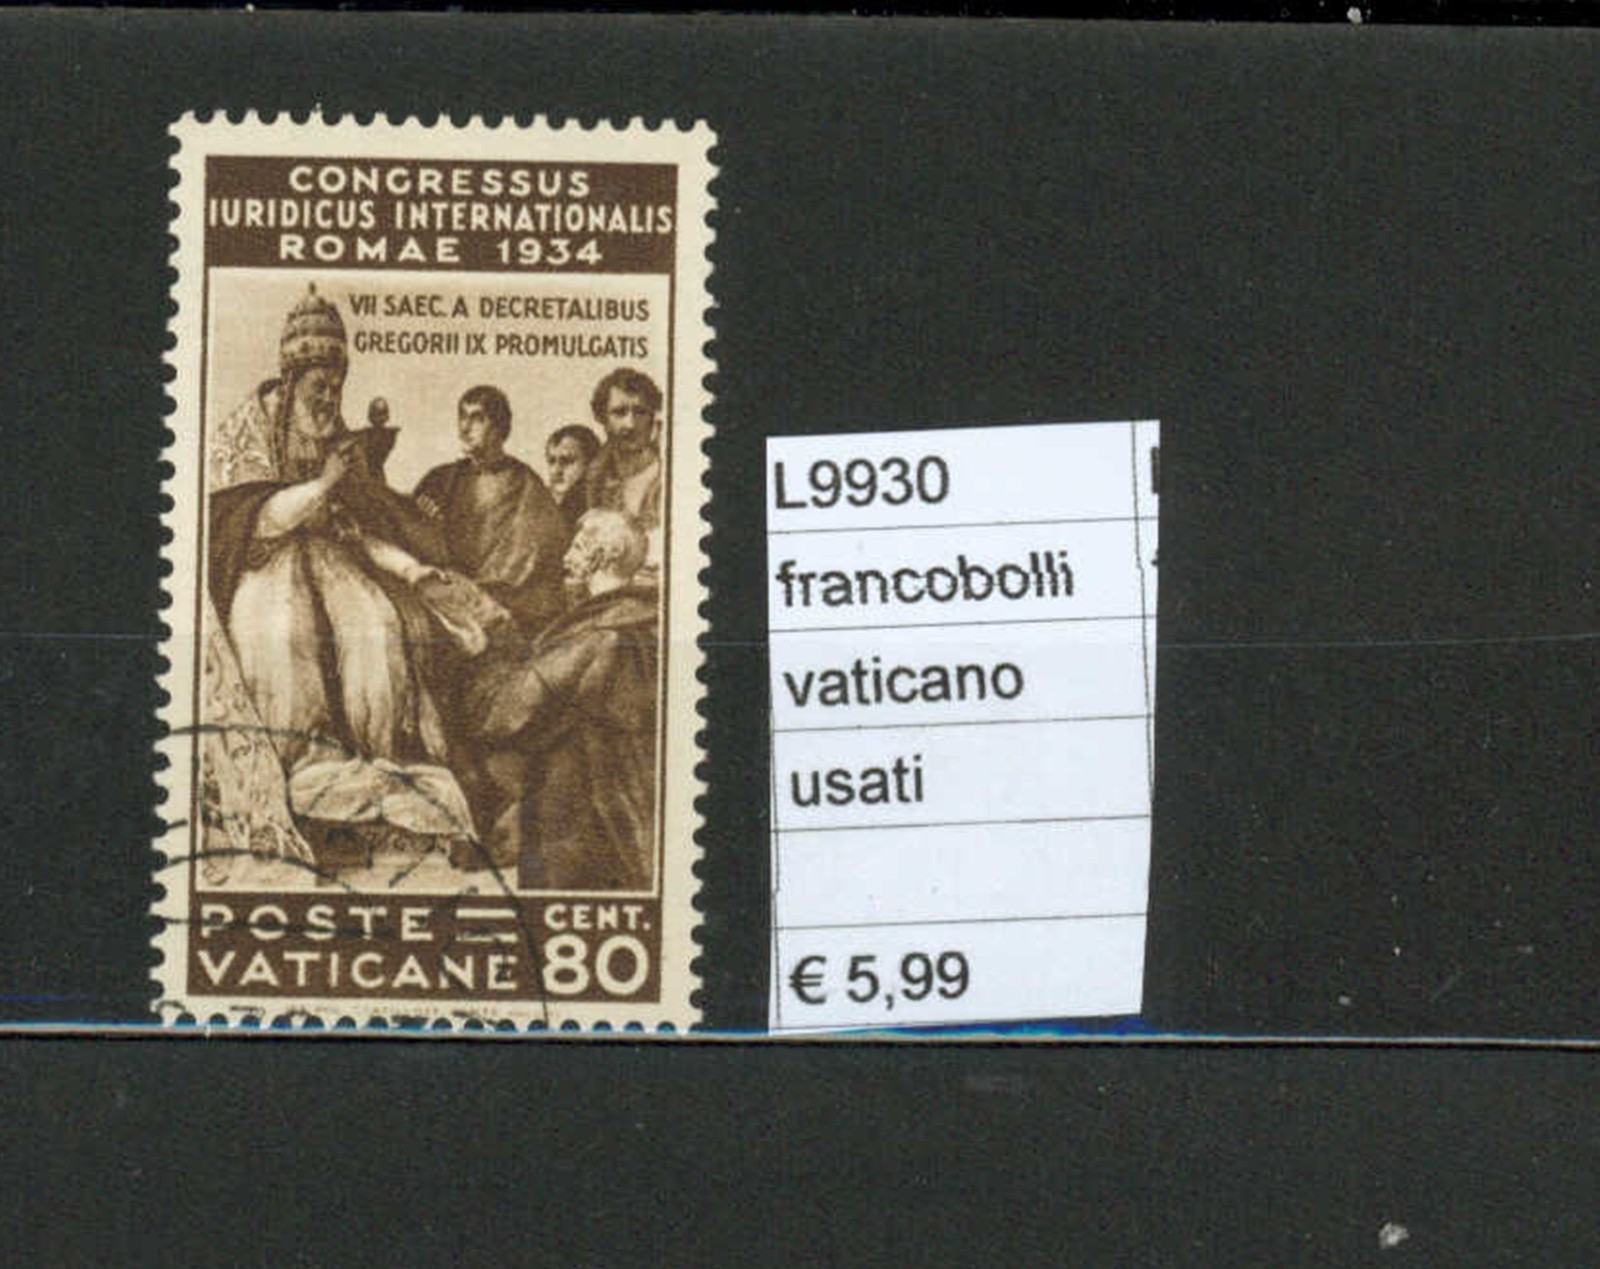 CONGRESSUS
IURIDICUS INTERNATIONALIS
ROMAE 1934
VII SAEC. A DECRETALIBUS
GREGORII IX PROMULGATIS
POSTE
VATICANE
CENT.
80
L9930
francobolli
vaticano
usati
€ 5,99